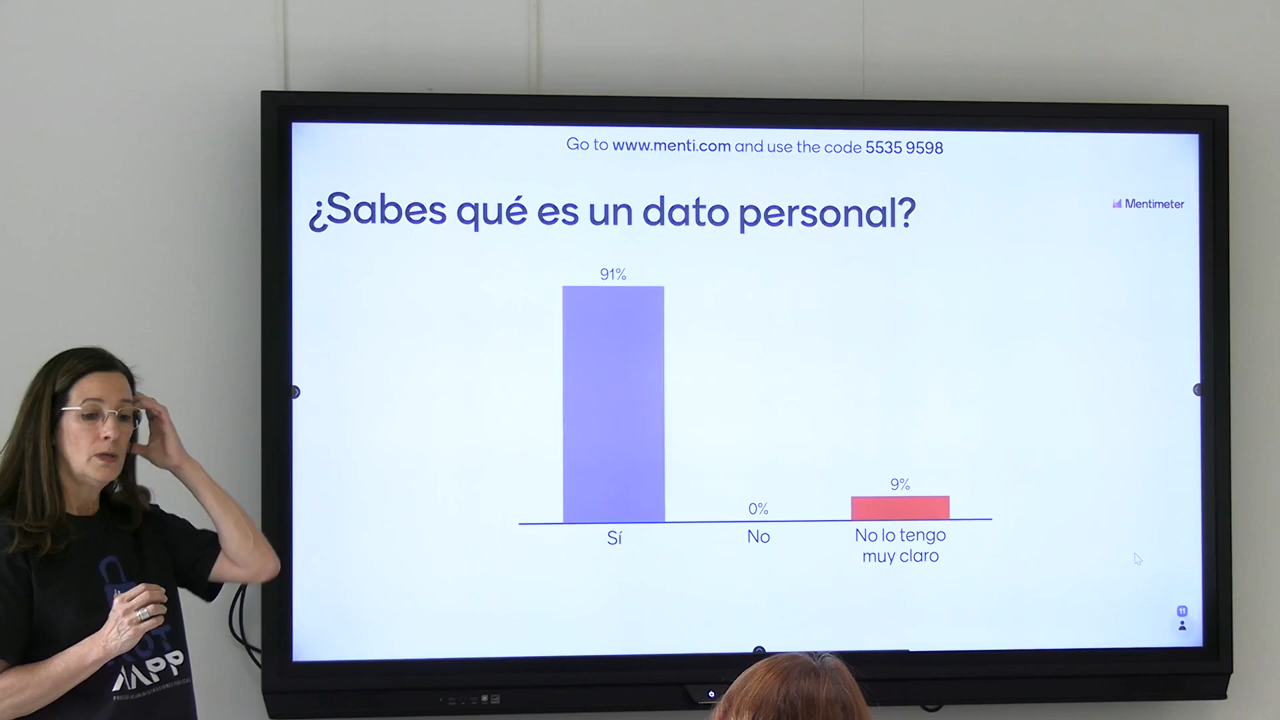 Go to www.menti.com and use the code 5535 9598
¿Sabes qué es un dato personal?
Mentimeter
91%
0%
9%
Sí
No
No lo tengo
muy claro
11